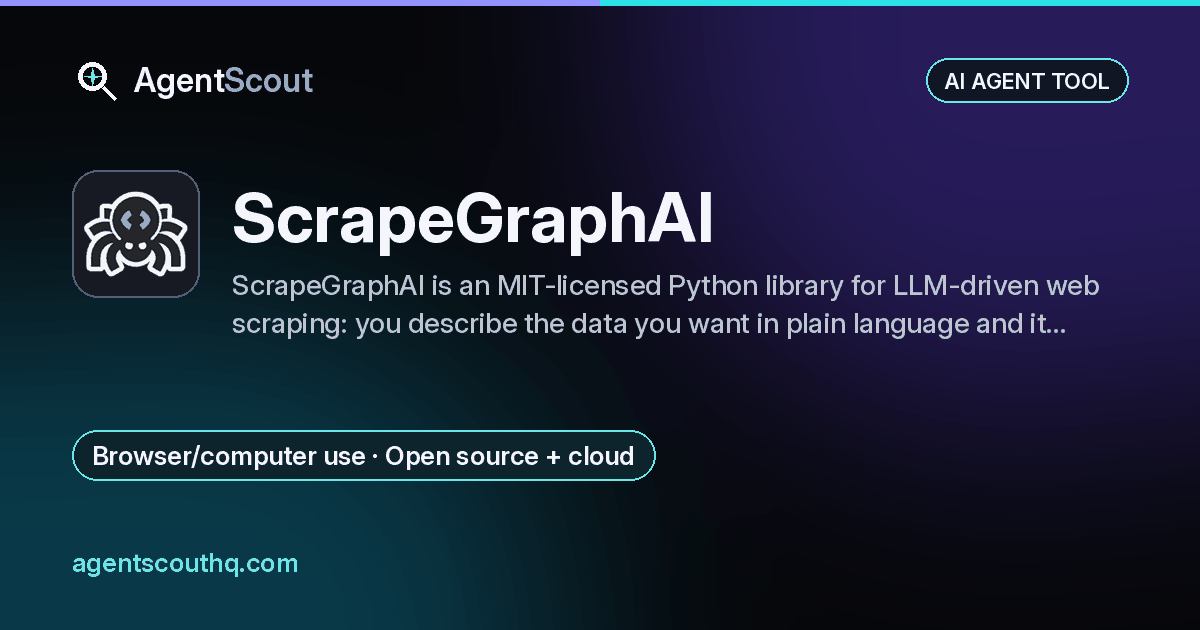 AgentScout
AI AGENT TOOL
ScrapeGraphAI
ScrapeGraphAI is an MIT-licensed Python library for LLM-driven web
scraping: you describe the data you want in plain language and it...
Browser/computer use · Open source + cloud
agentscouthq.com